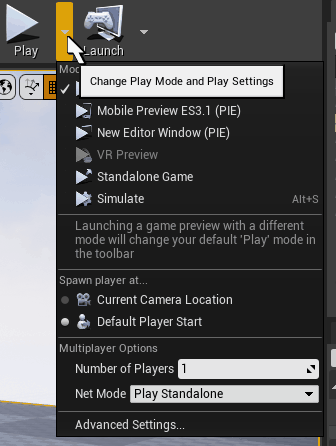 Play
Launch
Change Play Mode and Play Settings
Mobile Preview ES3.1 (PIE)
New Editor Window (PIE)
VR Preview
Standalone Game
Simulate Alt+S
Launching a game preview with a different
mode will change your default 'Play' mode in
the toolbar
Spawn player at...
Current Camera Location
Default Player Start
Multiplayer Options
Number of Players 1
Net Mode Play Standalone
Advanced Settings...